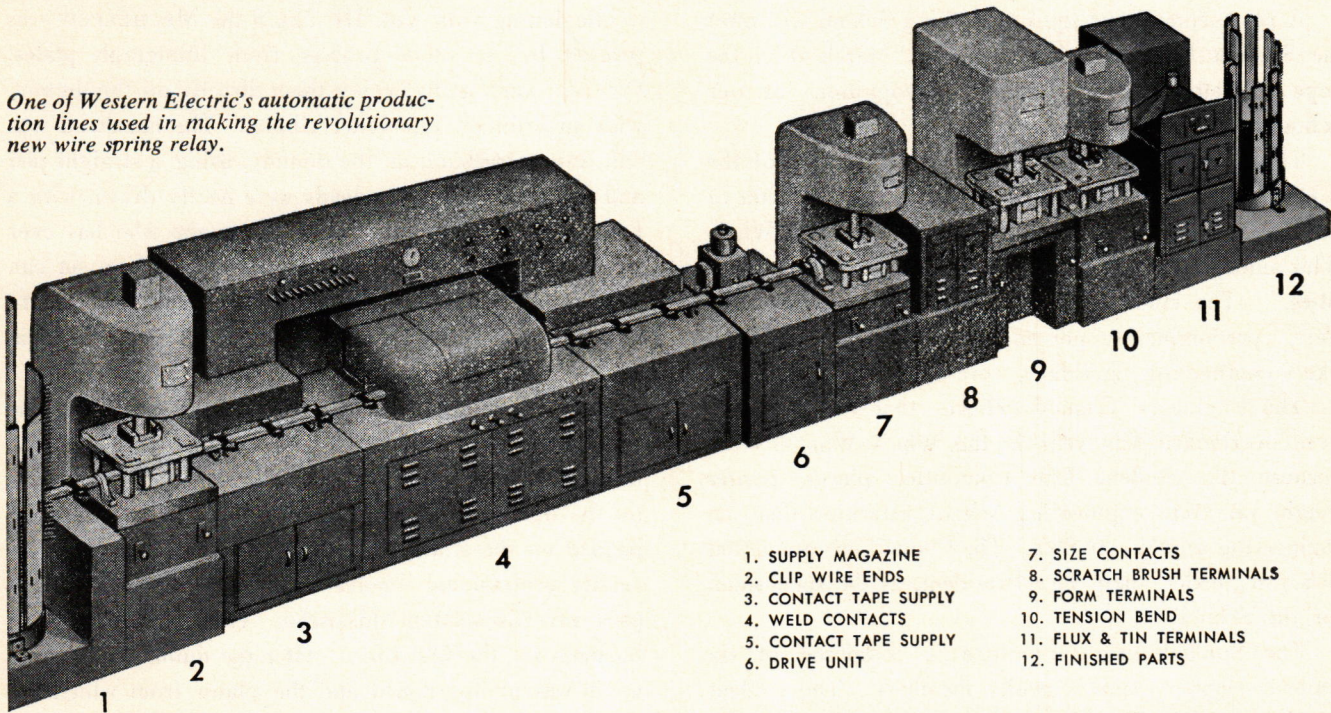 One of Western Electric's automatic produc-
tion lines used in making the revolutionary
new wire spring relay.
1
2
3
4
5
6
7
8
9
10
11
12
1. SUPPLY MAGAZINE
2. CLIP WIRE ENDS
3. CONTACT TAPE SUPPLY
4. WELD CONTACTS
5. CONTACT TAPE SUPPLY
6. DRIVE UNIT
7. SIZE CONTACTS
8. SCRATCH BRUSH TERMINALS
9. FORM TERMINALS
10. TENSION BEND
11. FLUX & TIN TERMINALS
12. FINISHED PARTS